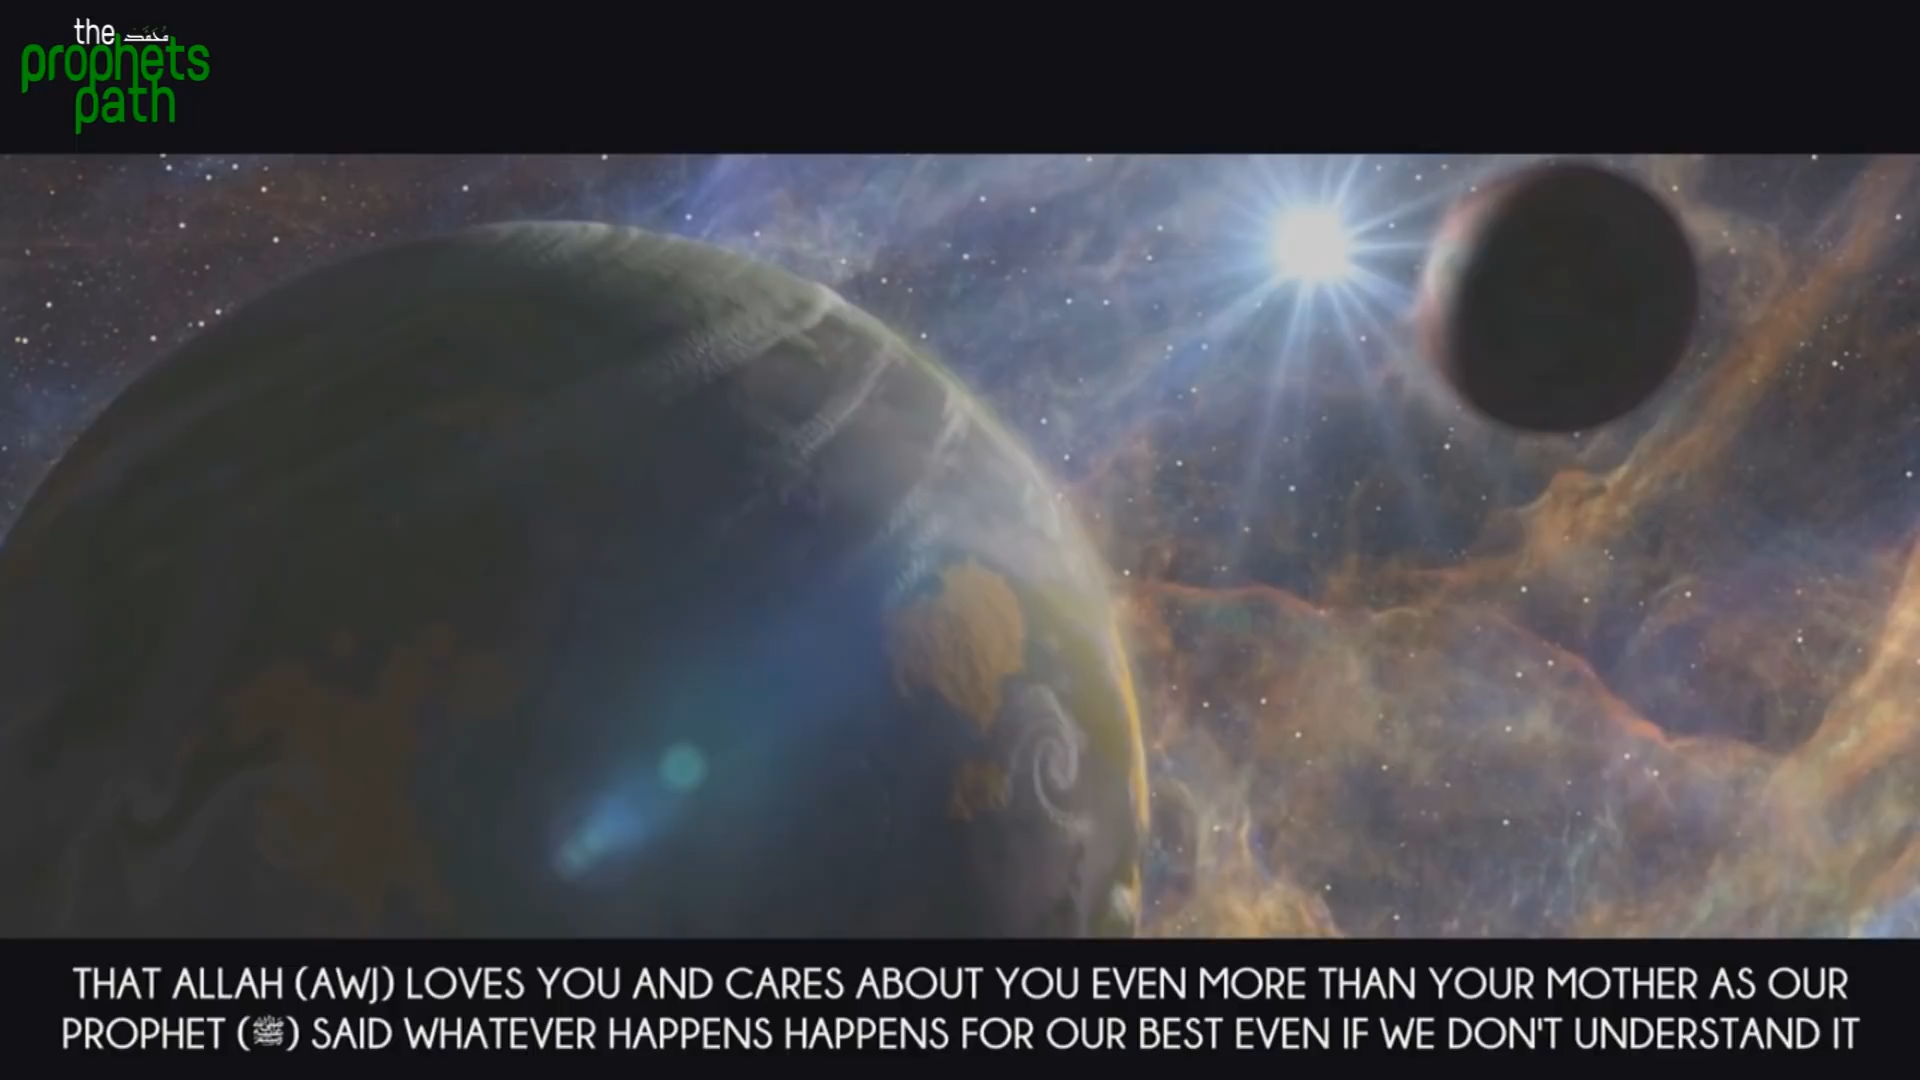 the محمد
prophets
path
THAT ALLAH (AWJ) LOVES YOU AND CARES ABOUT YOU EVEN MORE THAN YOUR MOTHER AS OUR
PROPHET (ﷺ) SAID WHATEVER HAPPENS HAPPENS FOR OUR BEST EVEN IF WE DON'T UNDERSTAND IT